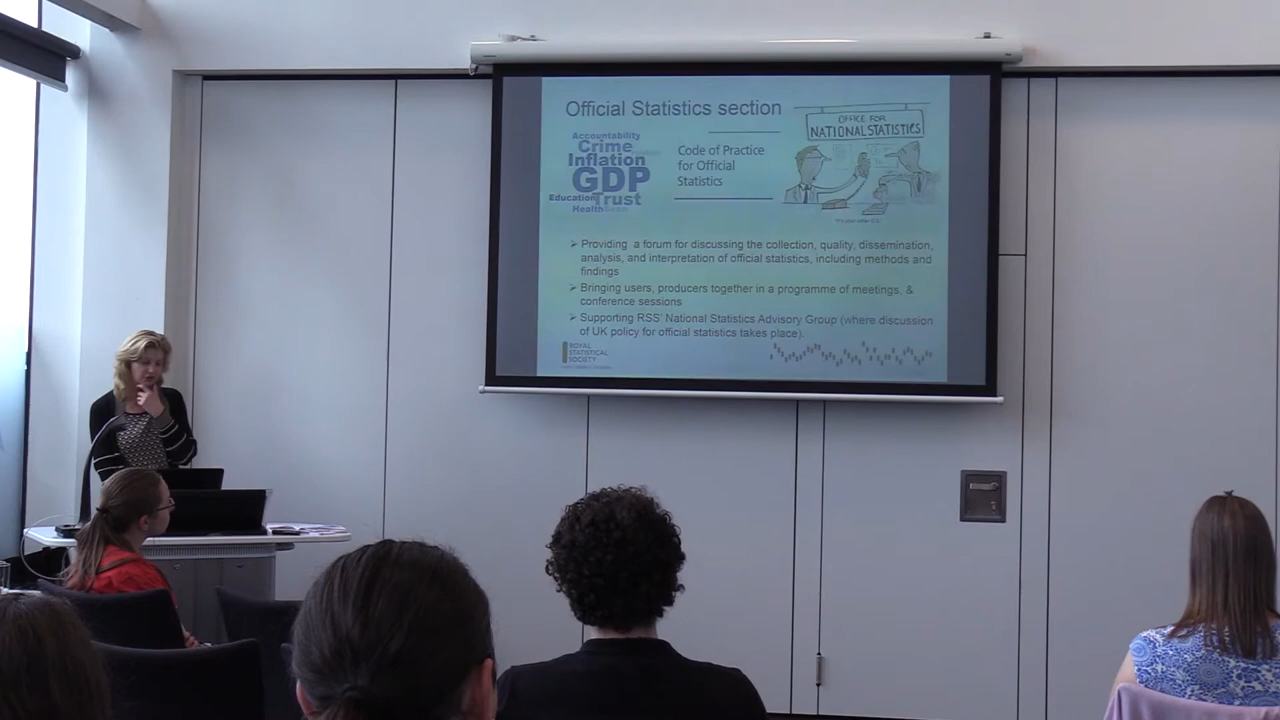 Official Statistics section
OFFICE FOR
NATIONAL STATISTICS
Accountability
Crime
Inflation
GDP
Education Trust
Health
Code of Practice
for Official
Statistics
➢ Providing a forum for discussing the collection, quality, dissemination,
analysis, and interpretation of official statistics, including methods and
findings
➢ Bringing users, producers together in a programme of meetings, &
conference sessions
➢ Supporting RSS' National Statistics Advisory Group (where discussion
of UK policy for official statistics takes place).
ROYAL
STATISTICAL
SOCIETY